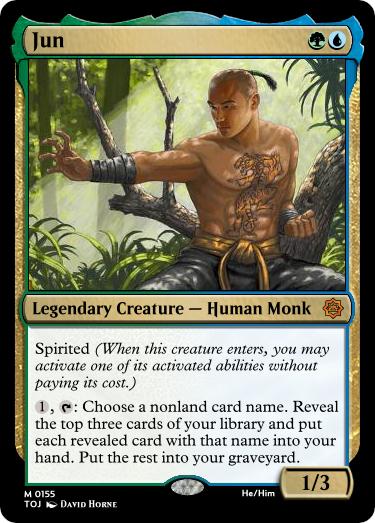 Jun
Legendary Creature — Human Monk
Spirited (When this creature enters, you may
activate one of its activated abilities without
paying its cost.)
1, : Choose a nonland card name. Reveal
the top three cards of your library and put
each revealed card with that name into your
hand. Put the rest into your graveyard.
1/3
M 0155
He/Him
TOJ DAVID HORNE